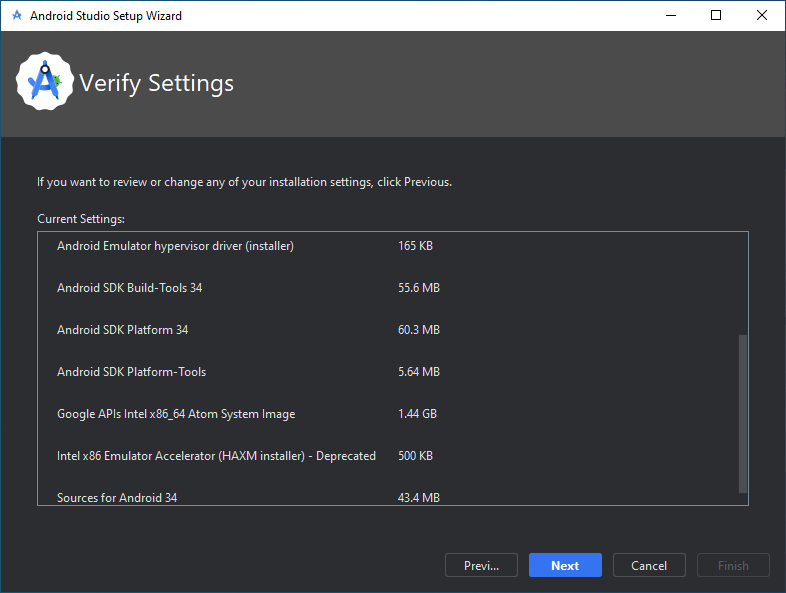 Android Studio Setup Wizard
Verify Settings
If you want to review or change any of your installation settings, click Previous.
Current Settings:
Android Emulator hypervisor driver (installer) 165 KB
Android SDK Build-Tools 34 55.6 MB
Android SDK Platform 34 60.3 MB
Android SDK Platform-Tools 5.64 MB
Google APIs Intel x86_64 Atom System Image 1.44 GB
Intel x86 Emulator Accelerator (HAXM installer) - Deprecated 500 KB
Sources for Android 34 43.4 MB
Previ... Next Cancel Finish